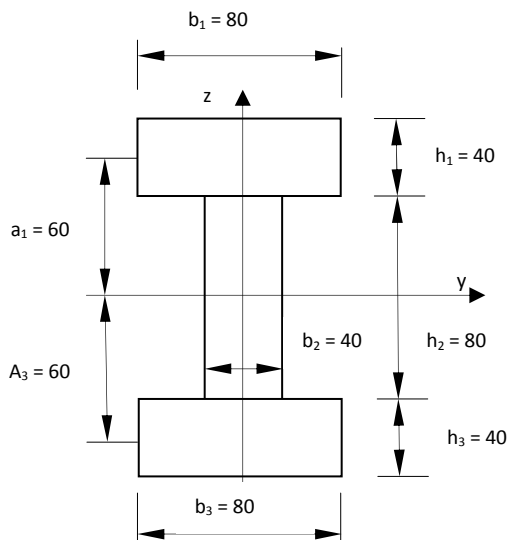 b₁ = 80
z
h₁ = 40
a₁ = 60
y
b₂ = 40
h₂ = 80
A₃ = 60
h₃ = 40
b₃ = 80